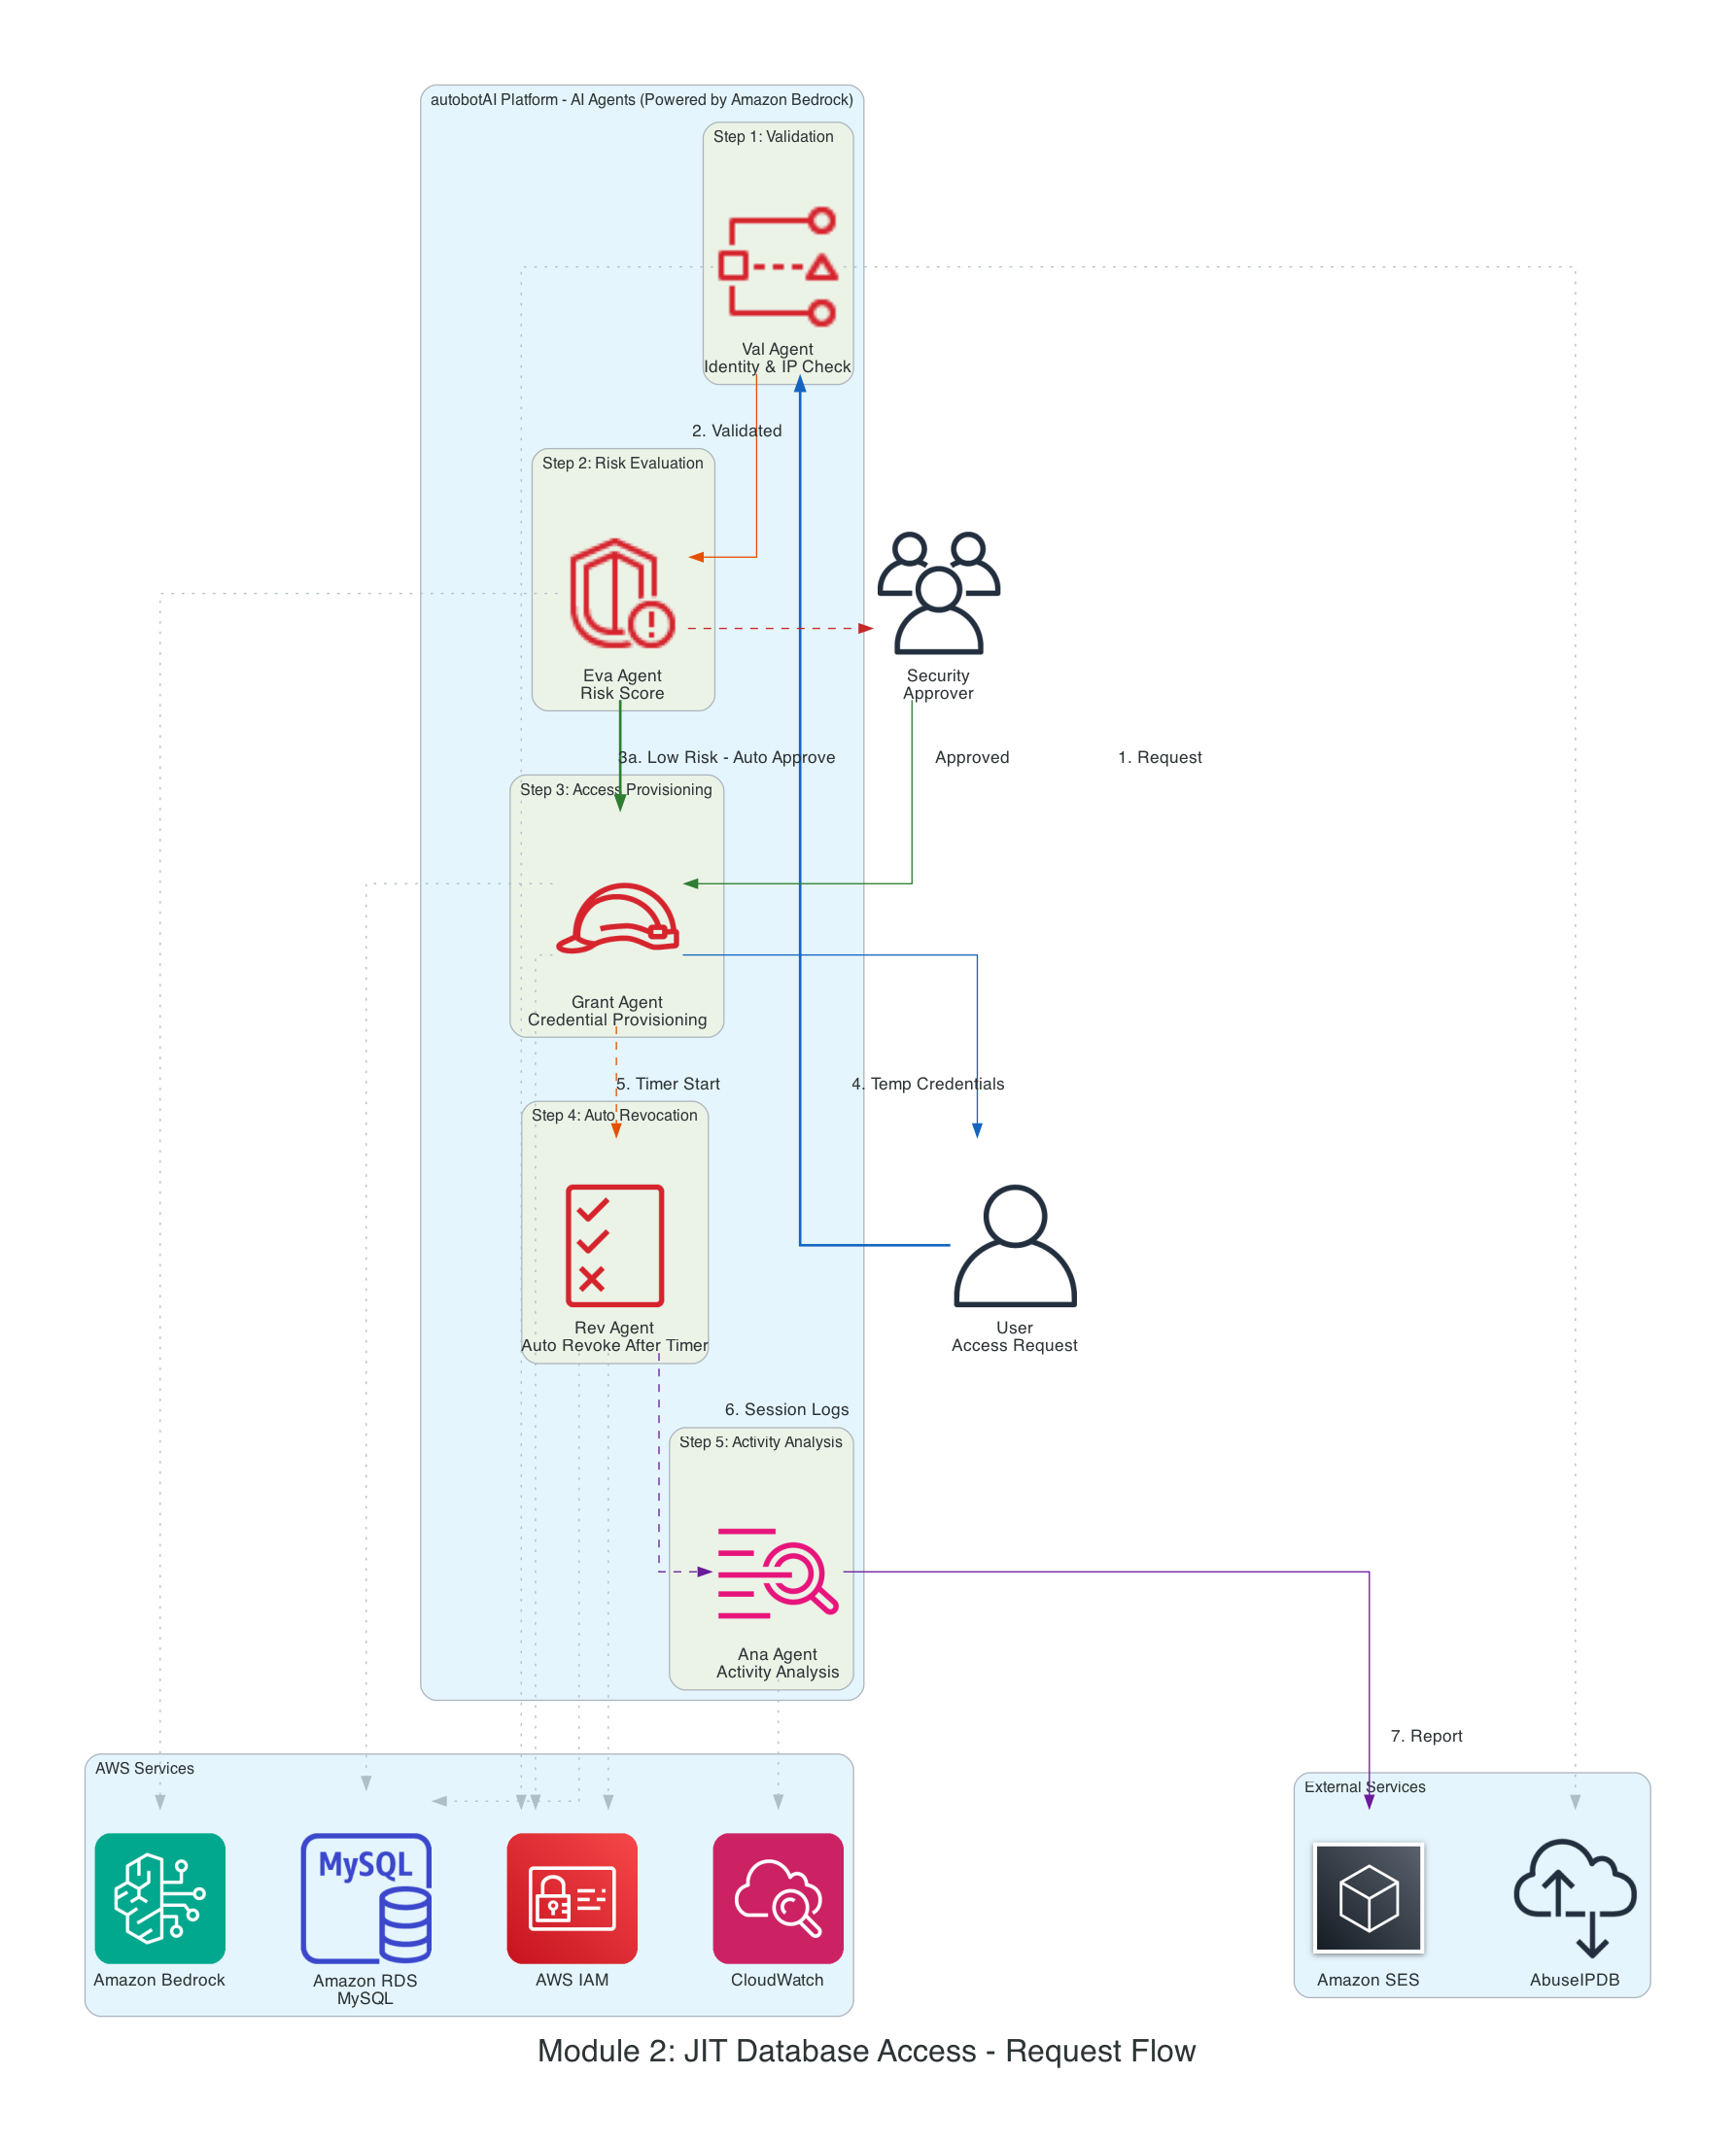 autobotAI Platform - AI Agents (Powered by Amazon Bedrock)
Step 1: Validation
Val Agent
Identity & IP Check
2. Validated
Step 2: Risk Evaluation
Eva Agent
Risk Score
Security
Approver
3a. Low Risk - Auto Approve
Approved
1. Request
Step 3: Access Provisioning
Grant Agent
Credential Provisioning
5. Timer Start
4. Temp Credentials
Step 4: Auto Revocation
Rev Agent
Auto Revoke After Timer
User
Access Request
6. Session Logs
Step 5: Activity Analysis
Ana Agent
Activity Analysis
7. Report
AWS Services
External Services
MySQL
Amazon Bedrock
Amazon RDS
MySQL
AWS IAM
CloudWatch
Amazon SES
AbuseIPDB
Module 2: JIT Database Access - Request Flow